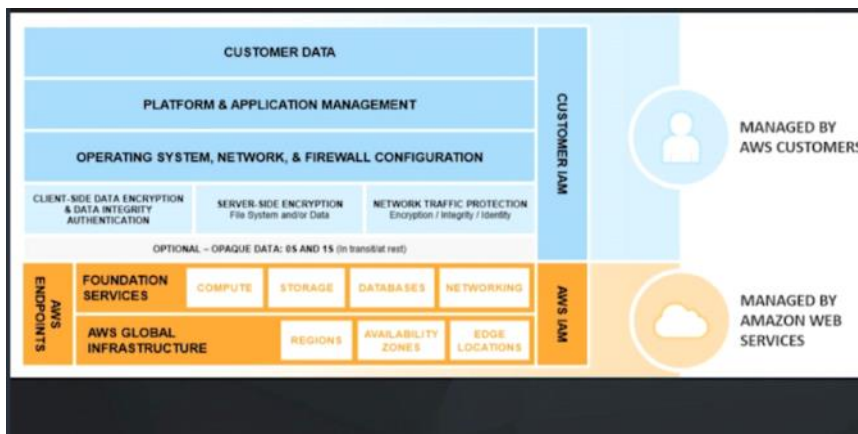 CUSTOMER DATA
PLATFORM & APPLICATION MANAGEMENT
OPERATING SYSTEM, NETWORK, & FIREWALL CONFIGURATION
CLIENT-SIDE DATA ENCRYPTION
& DATA INTEGRITY
AUTHENTICATION
SERVER-SIDE ENCRYPTION
File System and/or Data
NETWORK TRAFFIC PROTECTION
Encryption / Integrity / Identity
OPTIONAL – OPAQUE DATA: 0S AND 1S (in transit/at rest)
CUSTOMER IAM
MANAGED BY
AWS CUSTOMERS
AWS
ENDPOINTS
FOUNDATION
SERVICES
COMPUTE
STORAGE
DATABASES
NETWORKING
AWS GLOBAL
INFRASTRUCTURE
REGIONS
AVAILABILITY
ZONES
EDGE
LOCATIONS
AWS IAM
MANAGED BY
AMAZON WEB
SERVICES